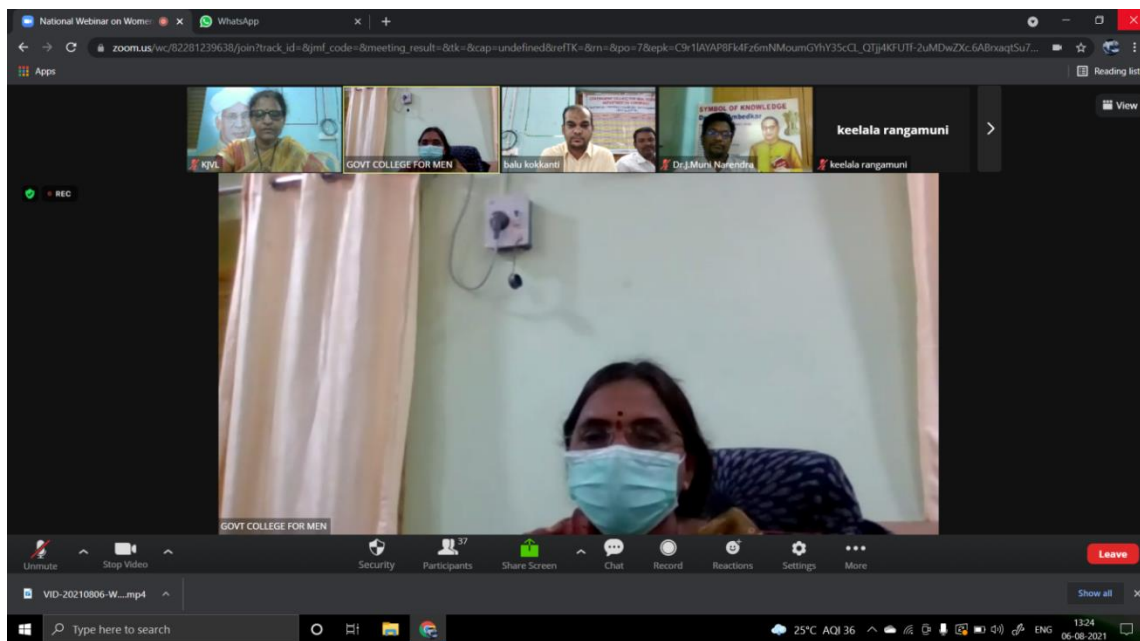 National Webinar on Women
WhatsApp
zoom.us/wc/82281239638/join?track_id=&jmf_code=&meeting_result=&tk=&cap=undefined&refTK=&rn=&po=7&epk=
Apps
Reading list
View
KJVL
GOVT COLLEGE FOR MEN
balu kokkanti
SYMBOL OF KNOWLEDGE
Dr.J.Muni Narendra
keelala rangamuni
keelala rangamuni
REC
GOVT COLLEGE FOR MEN
Unmute
Stop Video
Security
Participants
37
Share Screen
Chat
Record
Reactions
Settings
More
Leave
VID-20210806-W....mp4
Show all
Type here to search
25°C AQI 36
ENG
13:24
06-08-2021